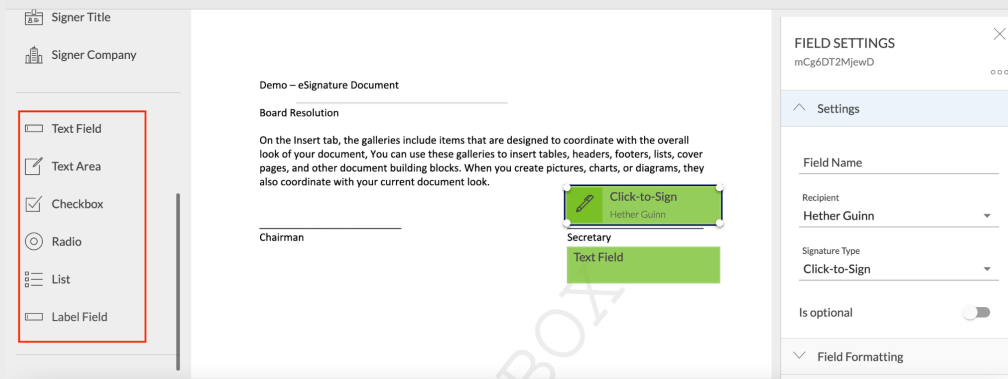 Signer Title
Signer Company
Text Field
Text Area
Checkbox
Radio
List
Label Field
Demo – eSignature Document
Board Resolution
On the Insert tab, the galleries include items that are designed to coordinate with the overall
look of your document, You can use these galleries to insert tables, headers, footers, lists, cover
pages, and other document building blocks. When you create pictures, charts, or diagrams, they
also coordinate with your current document look.
Click-to-Sign
Hether Guinn
Chairman
Secretary
Text Field
BOX
FIELD SETTINGS
mCg6DT2MjewD
Settings
Field Name
Recipient
Hether Guinn
Signature Type
Click-to-Sign
Is optional
Field Formatting